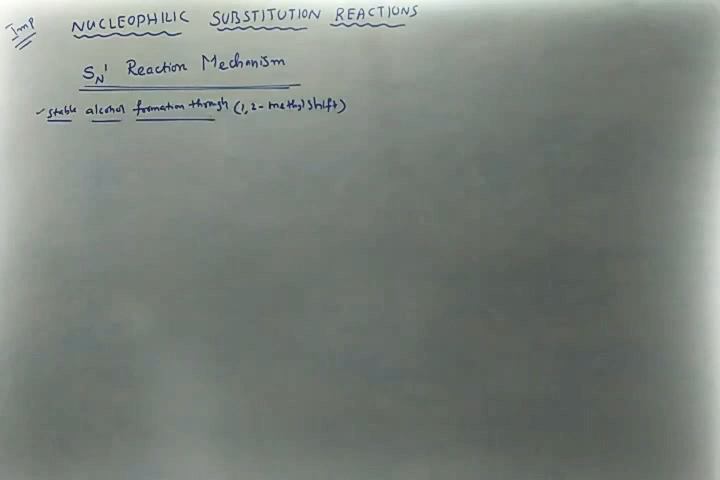 Imp NUCLEOPHILIC SUBSTITUTION REACTIONS
SN1 Reaction Mechanism
✓ stable alcohol formation through (1,2-methyl shift)